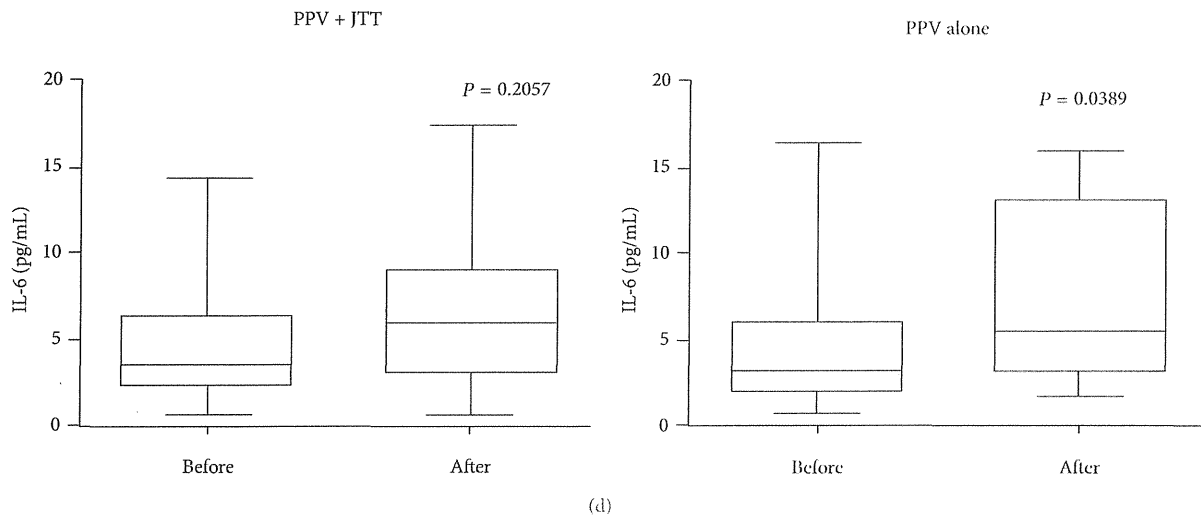 PPV + JTT
P = 0.2057
20
15
10
5
0
IL-6 (pg/mL)
Before
After
PPV alone
P = 0.0389
20
15
10
5
0
IL-6 (pg/mL)
Before
After
(d)